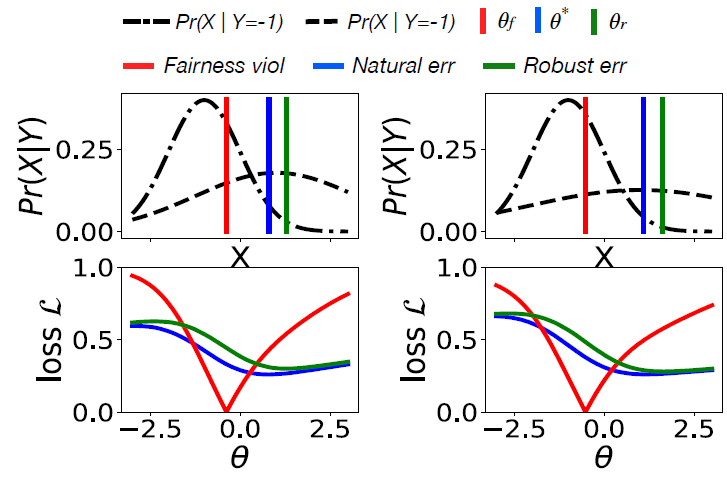 Pr(X | Y=-1) Pr(X | Y=-1) θf θ* θr
Fairness viol Natural err Robust err
Pr(X|Y) 0.25 0.00
X
Pr(X|Y) 0.25 0.00
X
loss ℒ 1.0 0.5 0.0
−2.5 0.0 2.5
θ
loss ℒ 1.0 0.5 0.0
−2.5 0.0 2.5
θ